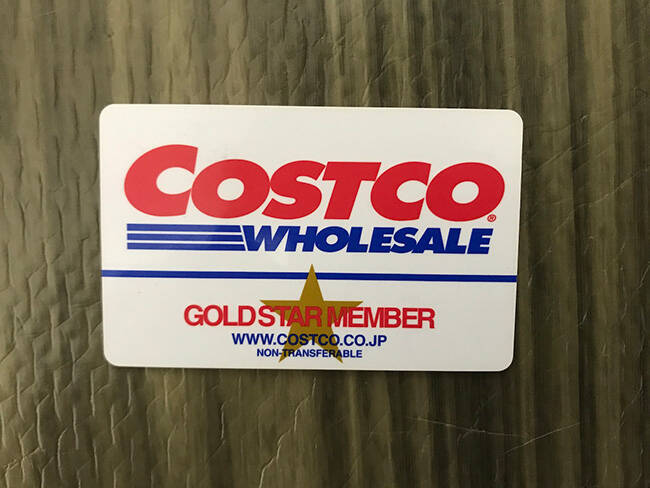 COSTCO®
WHOLESALE
GOLD STAR MEMBER
WWW.COSTCO.CO.JP
NON-TRANSFERABLE